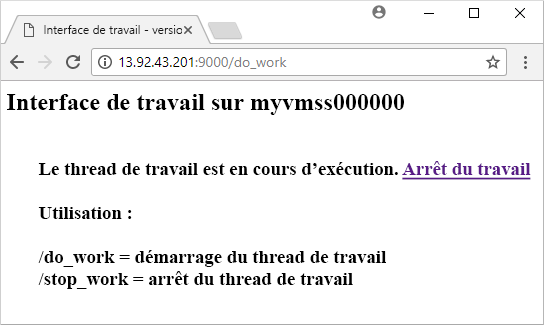 Interface de travail - versio
13.92.43.201:9000/do_work
Interface de travail sur myvmss000000
Le thread de travail est en cours d’exécution. Arrêt du travail
Utilisation :
/do_work = démarrage du thread de travail
/stop_work = arrêt du thread de travail